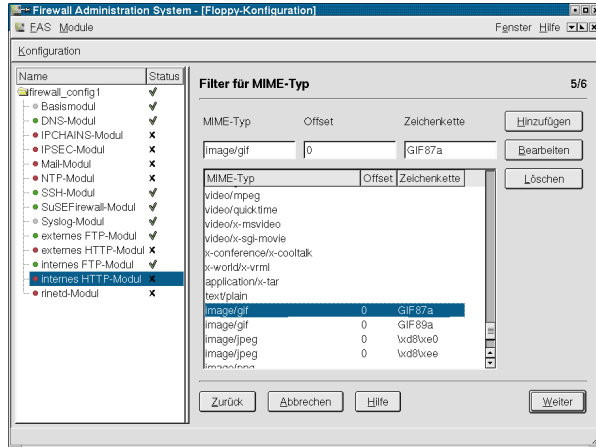 Firewall Administration System - [Floppy-Konfiguration]
FAS Module Fenster Hilfe
Konfiguration
Name Status
firewall_config1
Basismodul
DNS-Modul
IPCHAINS-Modul
IPSEC-Modul
Mail-Modul
NTP-Modul
SSH-Modul
SuSEFirewall-Modul
Syslog-Modul
externes FTP-Modul
externes HTTP-Modul
internes FTP-Modul
internes HTTP-Modul
rinetd-Modul
Filter für MIME-Typ 5/6
MIME-Typ Offset Zeichenkette
image/gif 0 GIF87a
Hinzufügen
Bearbeiten
Löschen
MIME-Typ Offset Zeichenkette
video/mpeg
video/quicktime
video/x-msvideo
video/x-sgi-movie
x-conference/x-cooltalk
x-world/x-vrml
application/x-tar
text/plain
image/gif 0 GIF87a
image/gif 0 GIF89a
image/jpeg 0 \xd8\xe0
image/jpeg 0 \xd8\xee
image/png
Zurück Abbrechen Hilfe Weiter